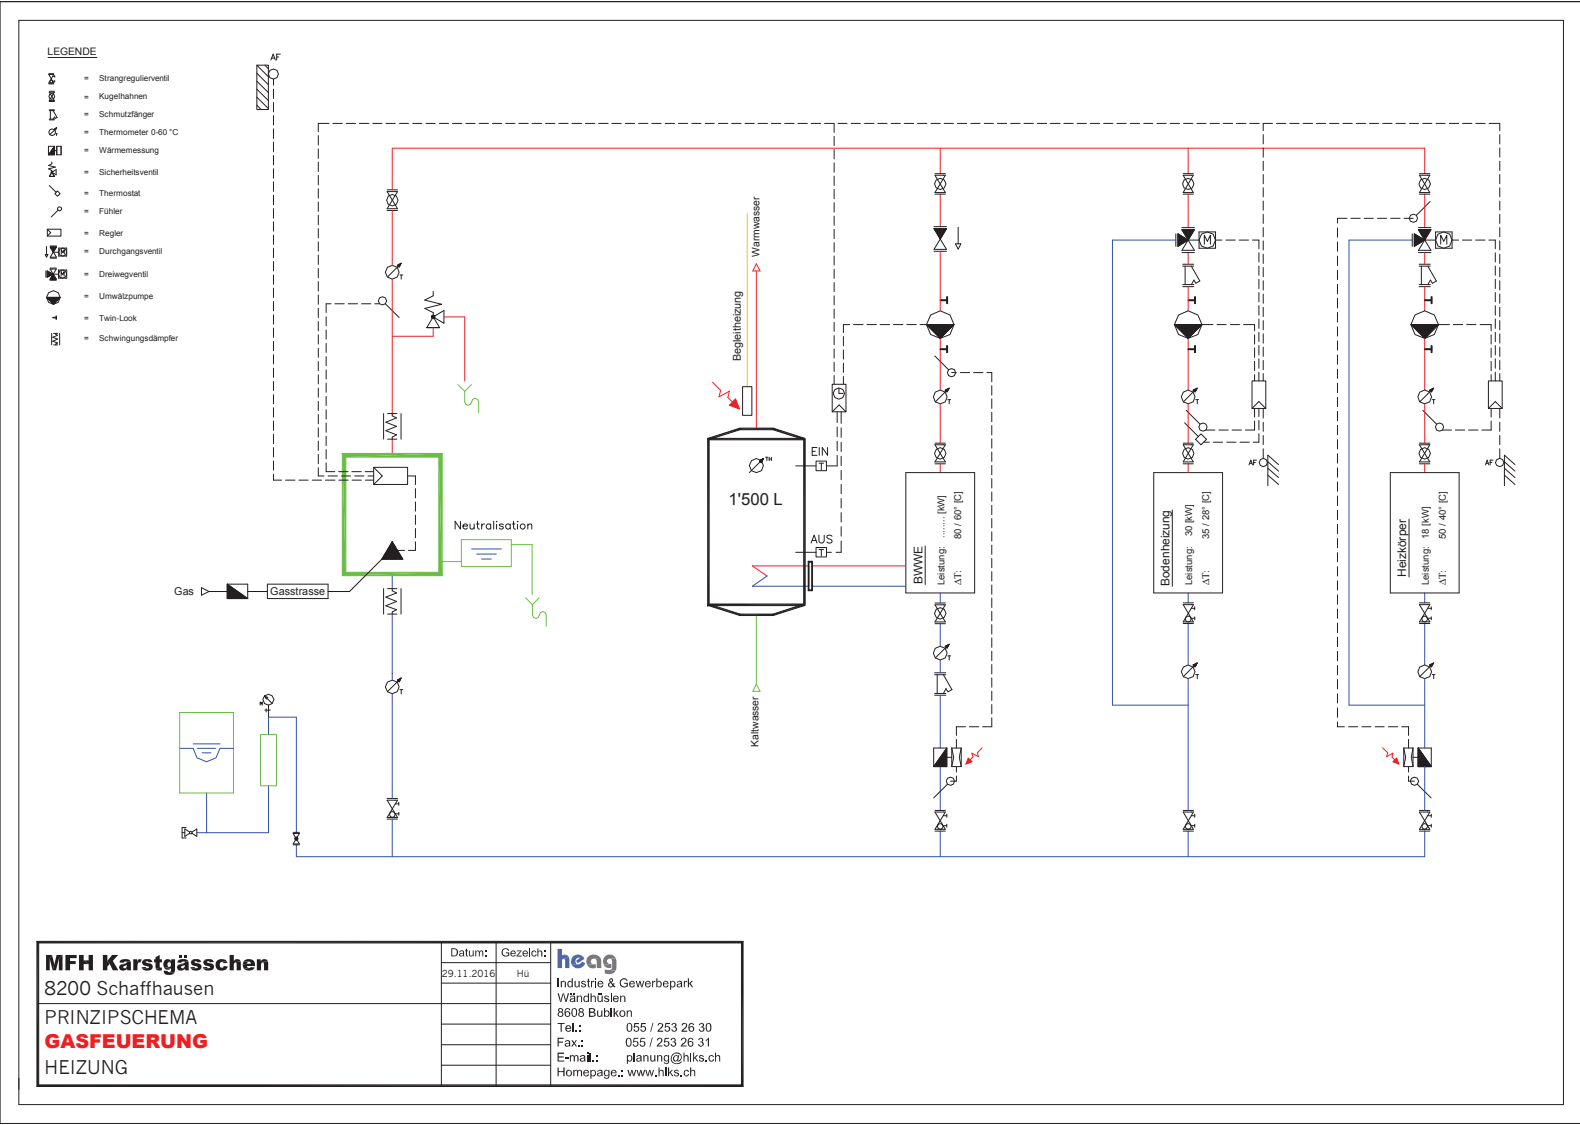 LEGENDE
= Strangregulierventil
= Kugelhahnen
= Schmutzfänger
= Thermometer 0-60 °C
= Wärmemessung
= Sicherheitsventil
= Thermostat
= Fühler
= Regler
= Durchgangsventil
= Dreiwegventil
= Umwälzpumpe
= Twin-Look
= Schwingungsdämpfer
AF
T
Gas
Gasstrasse
Neutralisation
T
Begleitheizung
Warmwasser
TH
1'500 L
EIN
T
AUS
T
Kaltwasser
T
BWWE
Leistung: ....... [kW]
ΔT: 80 / 60° [C]
T
M
T
AF
Bodenheizung
Leistung: 30 [kW]
ΔT: 35 / 28° [C]
T
M
T
AF
Heizkörper
Leistung: 18 [kW]
ΔT: 50 / 40° [C]
T
MFH Karstgässchen
8200 Schaffhausen
PRINZIPSCHEMA
GASFEUERUNG
HEIZUNG
Datum: Gezeich:
29.11.2016 Hü
heag
Industrie & Gewerbepark
Wändhüslen
8608 Bubikon
Tel.: 055 / 253 26 30
Fax.: 055 / 253 26 31
E-mail.: planung@hlks.ch
Homepage.: www.hlks.ch